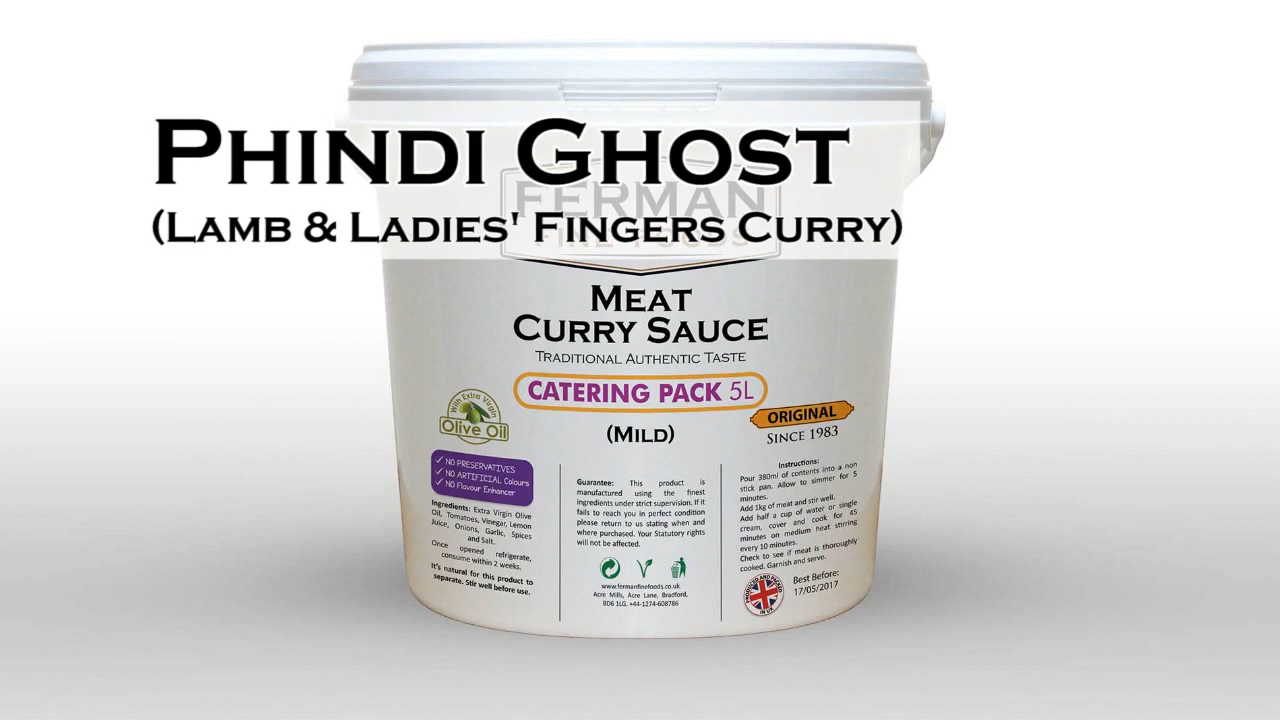 PHINDI GHOST
(LAMB & LADIES' FINGERS CURRY)
FERMAN
FINE FOODS
MEAT
CURRY SAUCE
TRADITIONAL AUTHENTIC TASTE
CATERING PACK 5L
(MILD)
With Extra Virgin
Olive Oil
✓ NO PRESERVATIVES
✓ NO ARTIFICIAL Colours
✓ NO Flavour Enhancer
Ingredients: Extra Virgin Olive
Oil, Tomatoes, Vinegar, Lemon
Juice, Onions, Garlic, Spices
and Salt.
Once opened refrigerate,
consume within 2 weeks.
It's natural for this product to
separate. Stir well before use.
Guarantee: This product is
manufactured using the finest
ingredients under strict supervision. If it
fails to reach you in perfect condition
please return to us stating when and
where purchased. Your Statutory rights
will not be affected.
www.fermanfinefoods.co.uk
Acre Mills, Acre Lane, Bradford,
BD6 1LG. +44-1274-608786
ORIGINAL
SINCE 1983
Instructions:
Pour 380ml of contents into a non
stick pan. Allow to simmer for 5
minutes.
Add 1kg of meat and stir well.
Add half a cup of water or single
cream, cover and cook for 45
minutes on medium heat stirring
every 10 minutes.
Check to see if meat is thoroughly
cooked. Garnish and serve.
PRODUCED AND PACKED
IN UK
Best Before:
17/05/2017